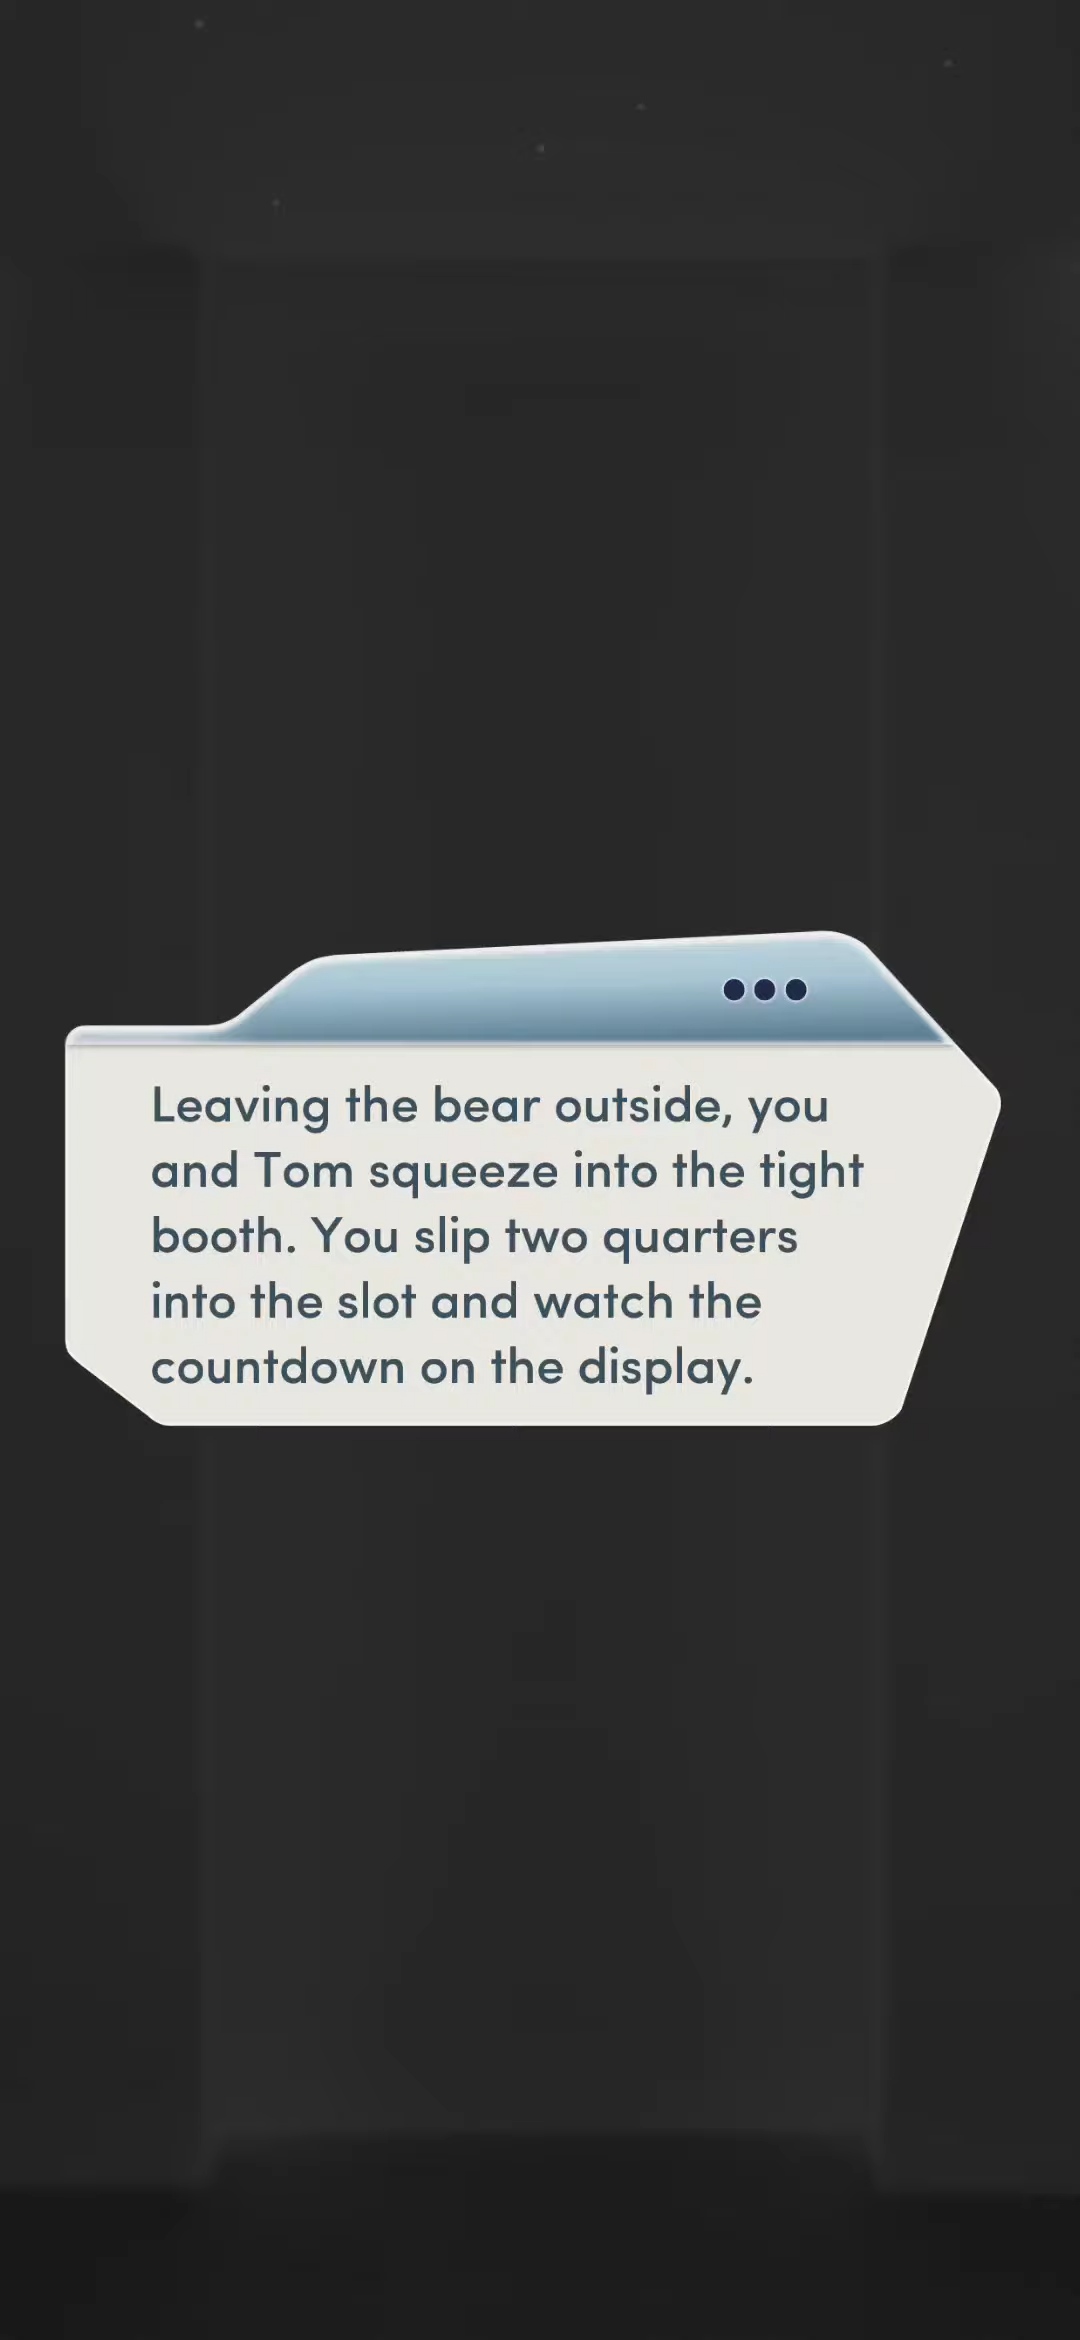 Leaving the bear outside, you
and Tom squeeze into the tight
booth. You slip two quarters
into the slot and watch the
countdown on the display.